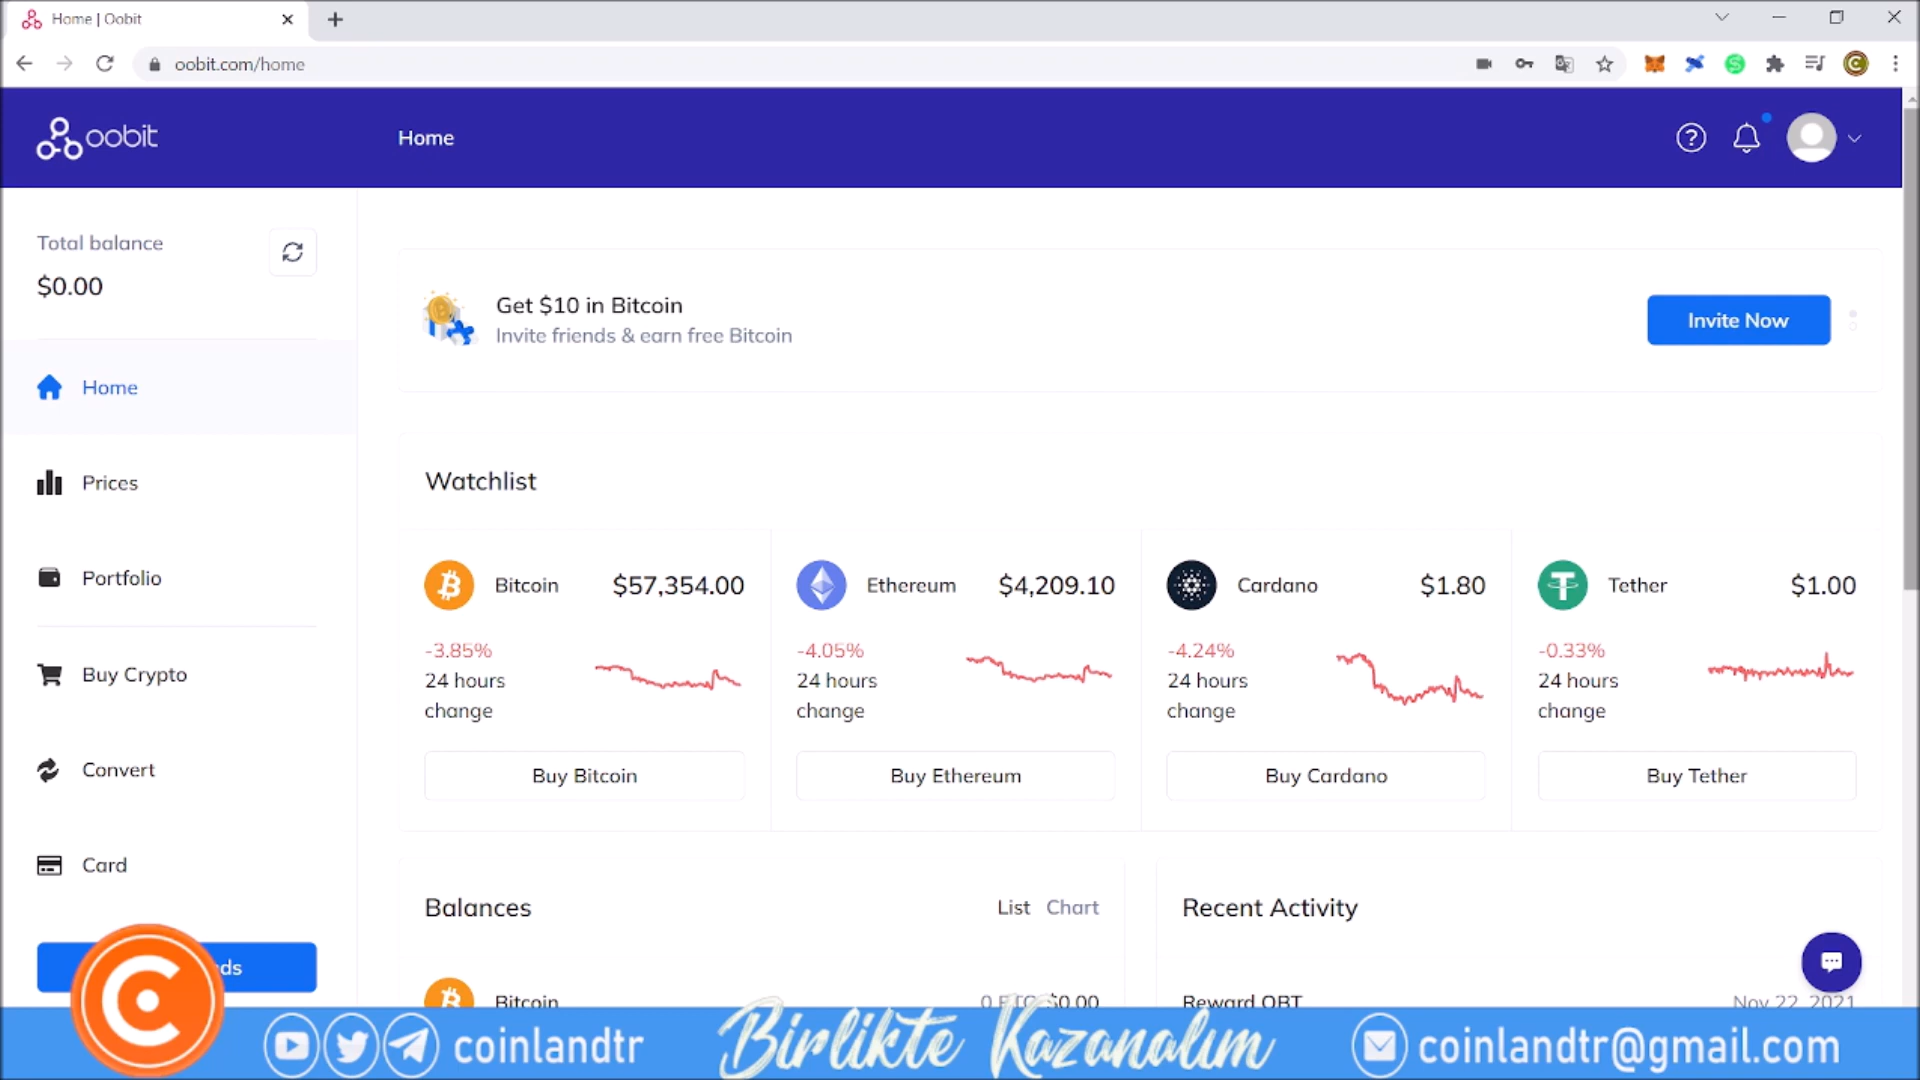 Home | Oobit
oobit.com/home
oobit
Home
Total balance
$0.00
Home
Prices
Portfolio
Buy Crypto
Convert
Card
Get $10 in Bitcoin
Invite friends & earn free Bitcoin
Invite Now
Watchlist
Bitcoin $57,354.00
-3.85%
24 hours
change
Buy Bitcoin
Ethereum $4,209.10
-4.05%
24 hours
change
Buy Ethereum
Cardano $1.80
-4.24%
24 hours
change
Buy Cardano
Tether $1.00
-0.33%
24 hours
change
Buy Tether
Balances List Chart
Bitcoin 0 BTC $0.00
Recent Activity
Reward OBT Nov 22, 2021
coinlandtr
Birlikte Kazanalım
coinlandtr@gmail.com